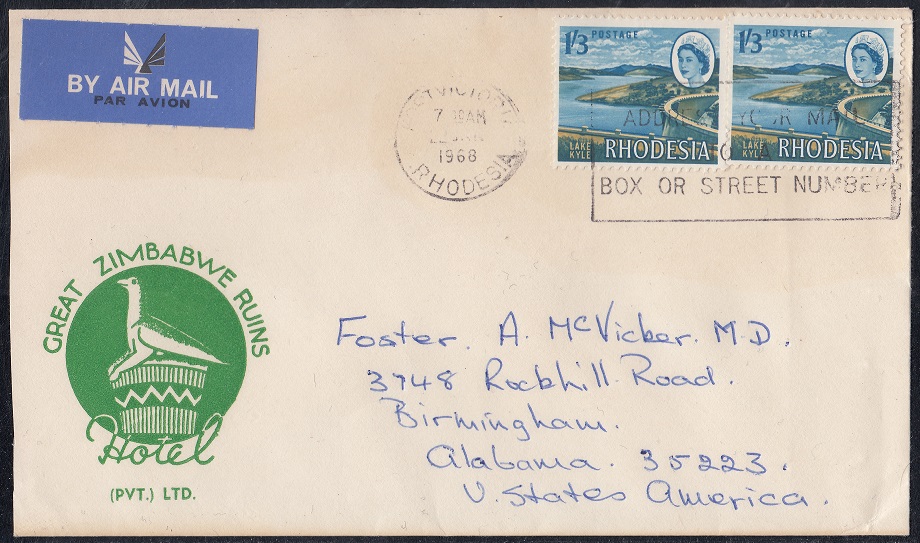 BY AIR MAIL
PAR AVION
1/3 POSTAGE
LAKE KYLE RHODESIA
1/3 POSTAGE
LAKE KYLE RHODESIA
1968
RHODESIA
YOUR MAIL
BOX OR STREET NUMBER
GREAT ZIMBABWE RUINS
Hotel
(PVT.) LTD.
Foster. A. McVicker. M.D.
3748 Rockhill Road.
Birmingham.
Alabama. 35223.
U. States America.